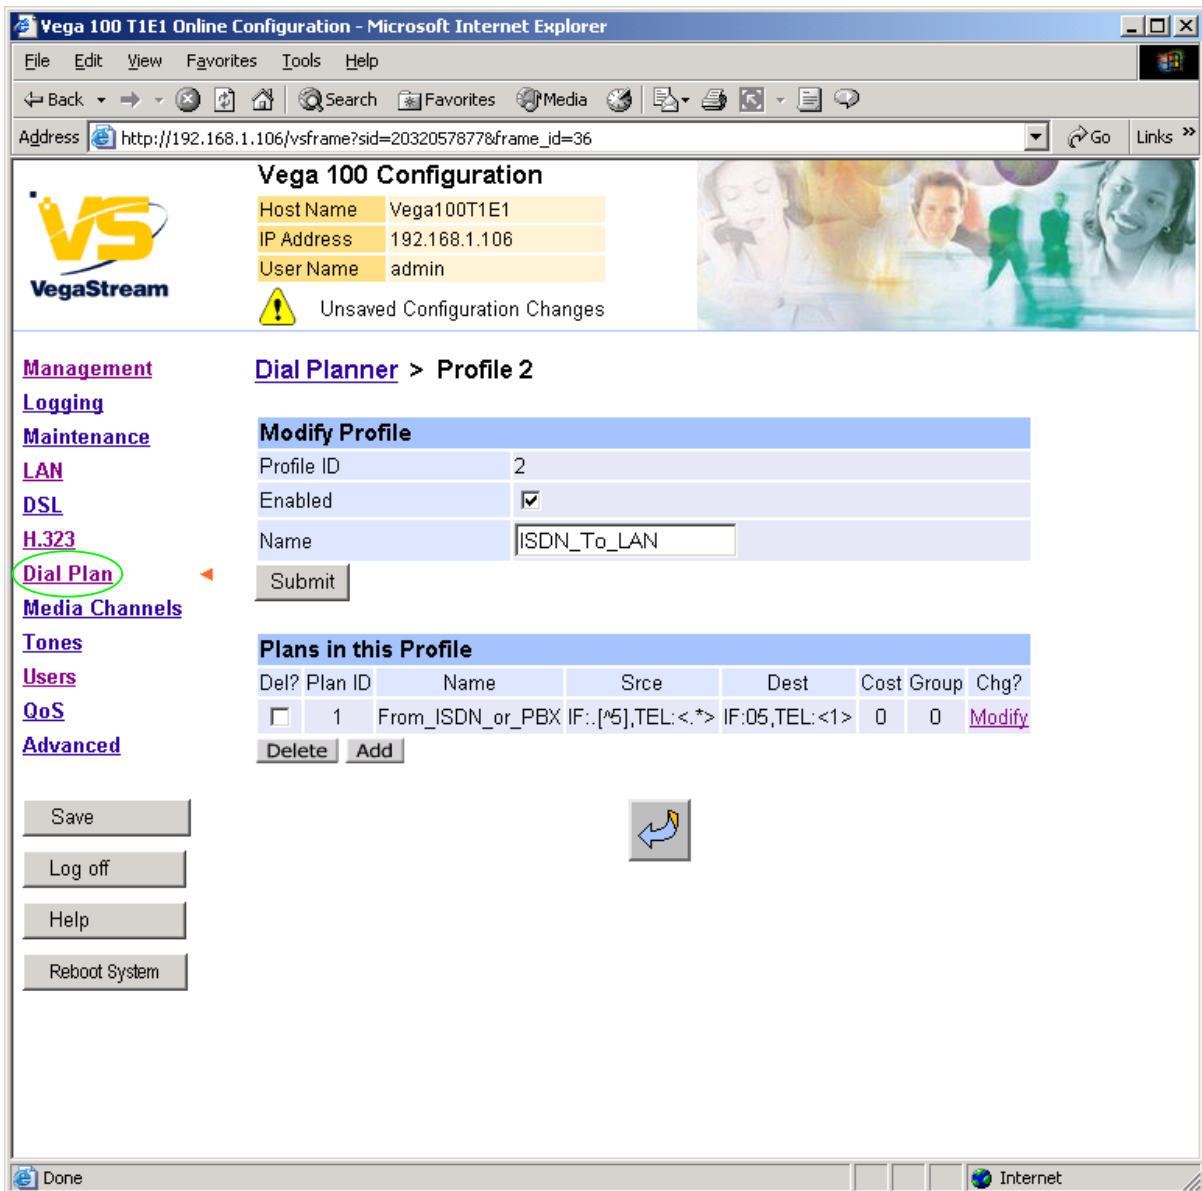 Vega 100 T1E1 Online Configuration - Microsoft Internet Explorer
File Edit View Favorites Tools Help
Back Search Favorites Media
Address http://192.168.1.106/vsframe?sid=2032057877&frame_id=36 Go Links »
VS
VegaStream
Vega 100 Configuration
Host Name Vega100T1E1
IP Address 192.168.1.106
User Name admin
Unsaved Configuration Changes
Management
Logging
Maintenance
LAN
DSL
H.323
Dial Plan
Media Channels
Tones
Users
QoS
Advanced
Save
Log off
Help
Reboot System
Dial Planner > Profile 2
Modify Profile
Profile ID 2
Enabled
Name ISDN_To_LAN
Submit
Plans in this Profile
Del? Plan ID Name Srce Dest Cost Group Chg?
1 From_ISDN_or_PBX IF:.[^5],TEL:<.*> IF:05,TEL:<1> 0 0 Modify
Delete Add
Done Internet